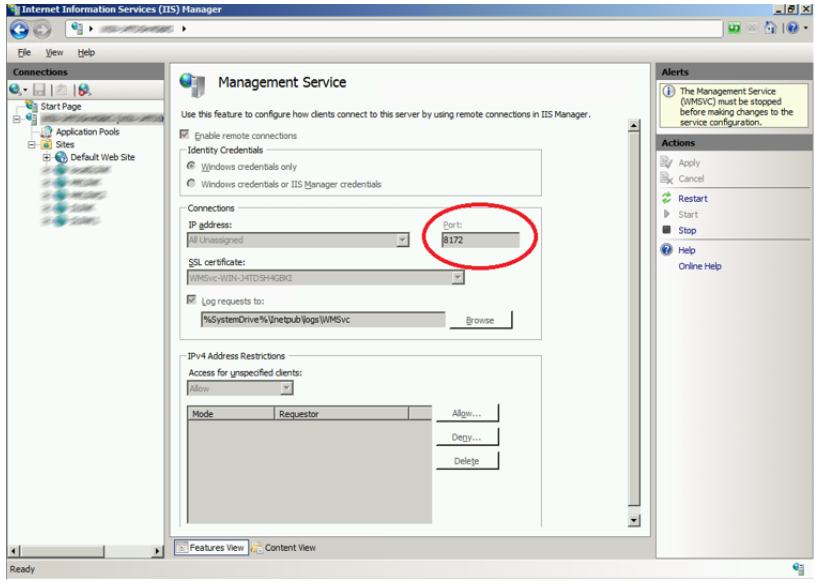 Internet Information Services (IIS) Manager
File View Help
Connections
Start Page
Application Pools
Sites
Default Web Site
Management Service
Use this feature to configure how clients connect to this server by using remote connections in IIS Manager.
Enable remote connections
Identity Credentials
Windows credentials only
Windows credentials or IIS Manager credentials
Connections
IP address:
Port:
All Unassigned
8172
SSL certificate:
WMSvc-WIN-J4TDSH4GBKI
Log requests to:
%SystemDrive%\Inetpub\logs\WMSvc
Browse
IPv4 Address Restrictions
Access for unspecified clients:
Allow
Mode Requestor
Allow...
Deny...
Delete
Features View Content View
Ready
Alerts
The Management Service
(WMSVC) must be stopped
before making changes to the
service configuration.
Actions
Apply
Cancel
Restart
Start
Stop
Help
Online Help